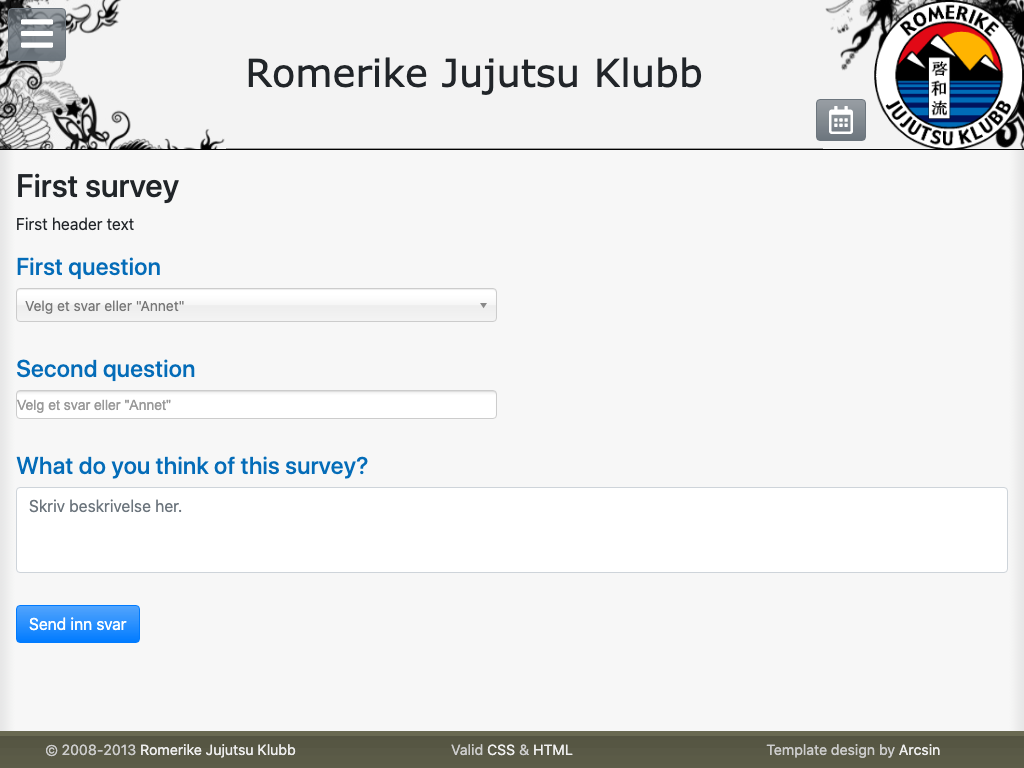 Romerike Jujutsu Klubb
ROMERIKE
啓和流
JUJUTSU KLUBB
First survey
First header text
First question
Velg et svar eller "Annet"
Second question
Velg et svar eller "Annet"
What do you think of this survey?
Skriv beskrivelse her.
Send inn svar
© 2008-2013 Romerike Jujutsu Klubb
Valid CSS & HTML
Template design by Arcsin